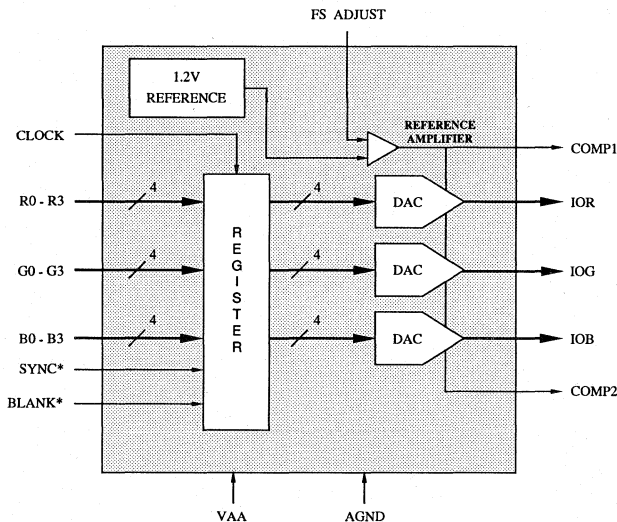 FS ADJUST
1.2V
REFERENCE
REFERENCE
AMPLIFIER
CLOCK
COMP1
R0 - R3
4
4
DAC
IOR
REGISTER
G0 - G3
4
4
DAC
IOG
B0 - B3
4
4
DAC
IOB
SYNC*
BLANK*
COMP2
VAA
AGND